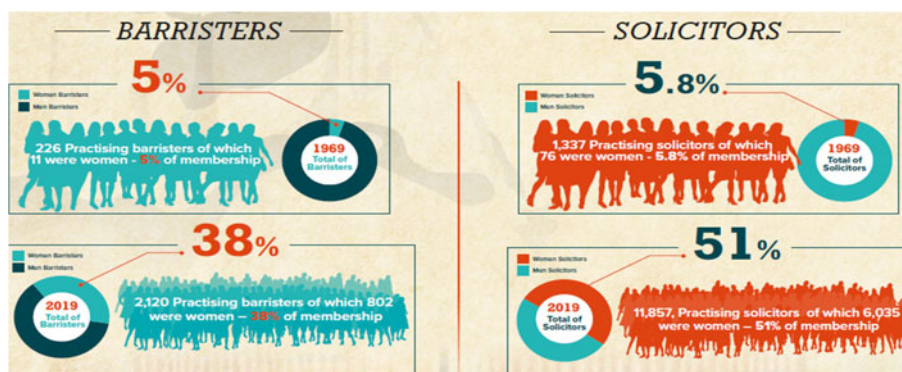 BARRISTERS
5%
Women Barristers
Men Barristers
226 Practising barristers of which
11 were women - 5% of membership
1969
Total of
Barristers
38%
Women Barristers
Men Barristers
2019
Total of
Barristers
2,120 Practising barristers of which 802
were women – 38% of membership
SOLICITORS
5.8%
Women Solicitors
Men Solicitors
1,337 Practising solicitors of which
76 were women - 5.8% of membership
1969
Total of
Solicitors
51%
Women Solicitors
Men Solicitors
2019
Total of
Solicitors
11,857, Practising solicitors of which 6,035
were women – 51% of membership